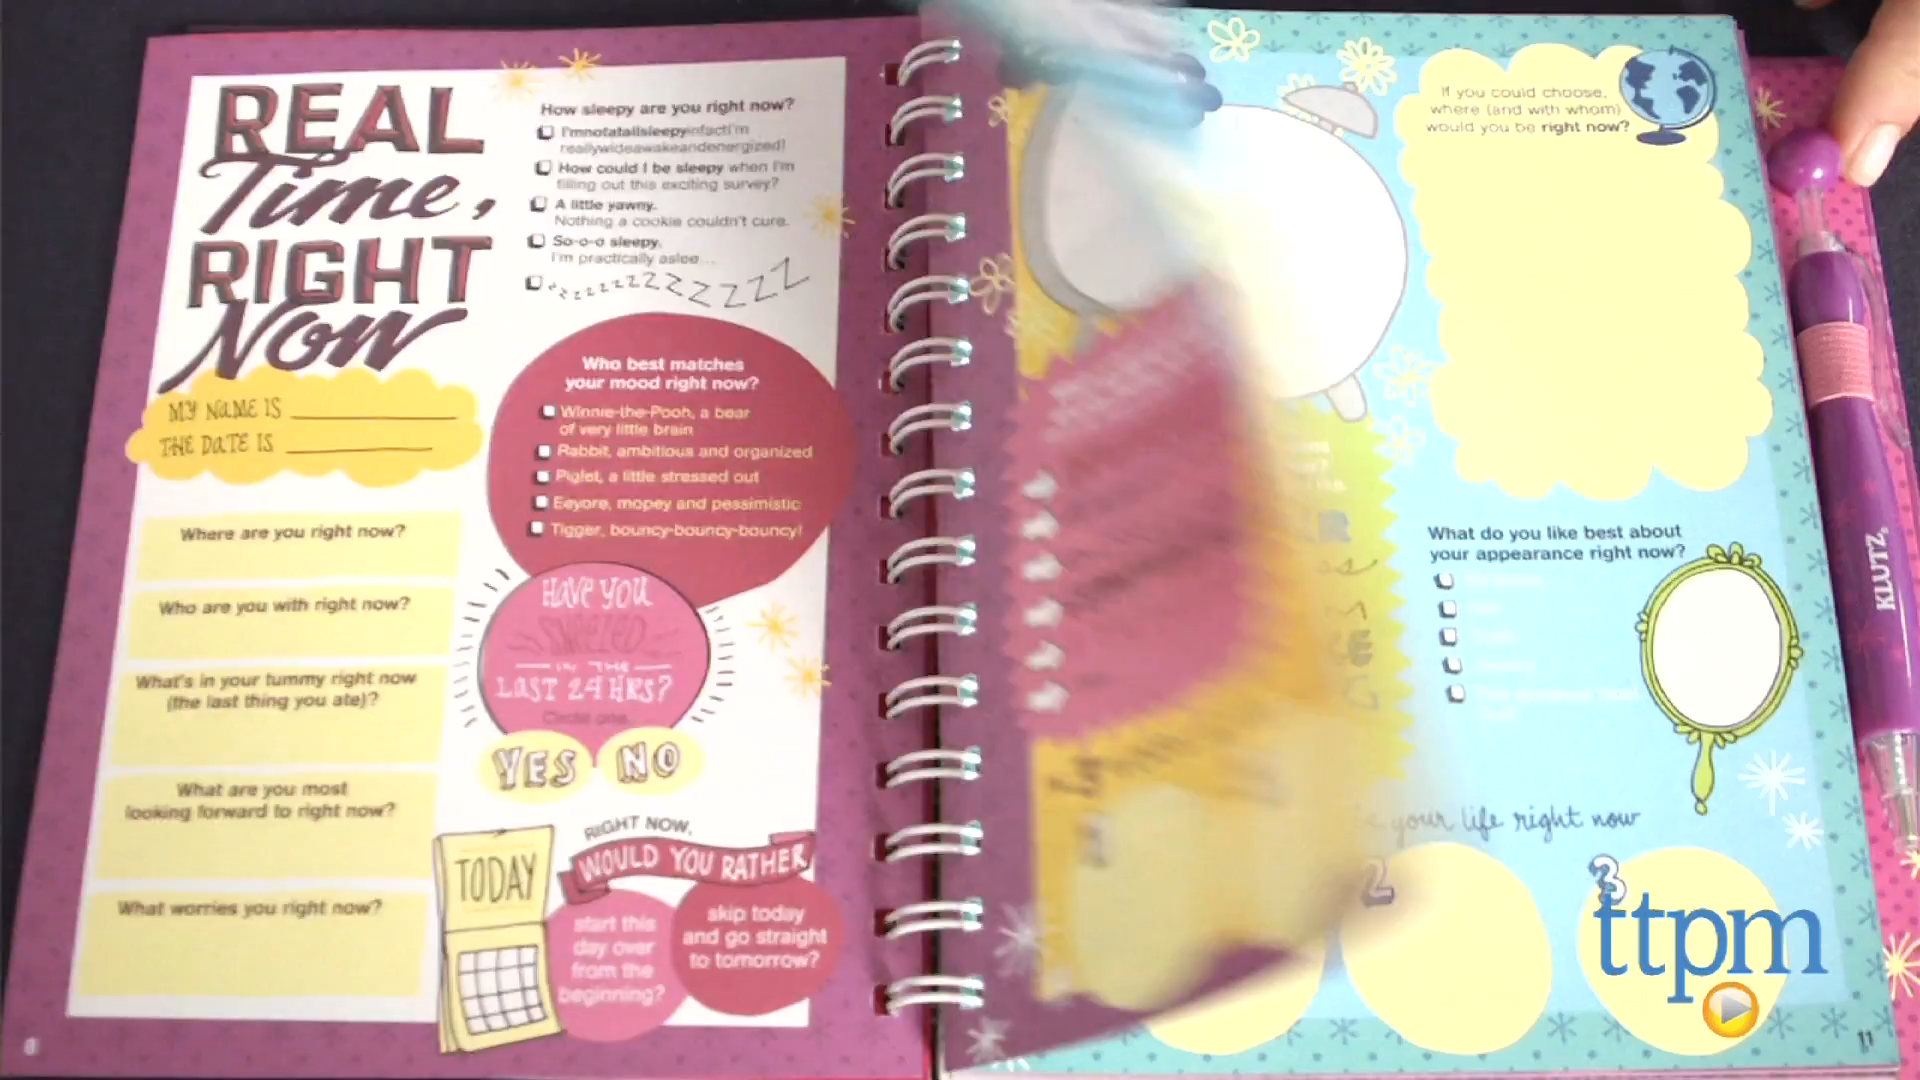 REAL
Time,
RIGHT
Now
MY NAME IS
THE DATE IS
Where are you right now?
Who are you with right now?
What's in your tummy right now
(the last thing you ate)?
What are you most
looking forward to right now?
What worries you right now?
How sleepy are you right now?
I'mnotatallsleepyinfactI'm
reallywideawakeandenergized!
How could I be sleepy when I'm
filling out this exciting survey?
A little yawny.
Nothing a cookie couldn't cure.
So-o-o sleepy.
I'm practically aslee...
zzzzzzzZZZZZ
Who best matches
your mood right now?
Winnie-the-Pooh, a bear
of very little brain
Rabbit, ambitious and organized
Piglet, a little stressed out
Eeyore, mopey and pessimistic
Tigger, bouncy-bouncy-bouncy!
HAVE YOU
SNEEZED
IN THE
LAST 24 HRS?
Circle one.
YES NO
TODAY
RIGHT NOW,
WOULD YOU RATHER
start this
day over
from the
beginning?
skip today
and go straight
to tomorrow?
8
If you could choose,
where (and with whom)
would you be right now?
What do you like best about
your appearance right now?
your life right now
2
3
11
KLUTZ
ttpm